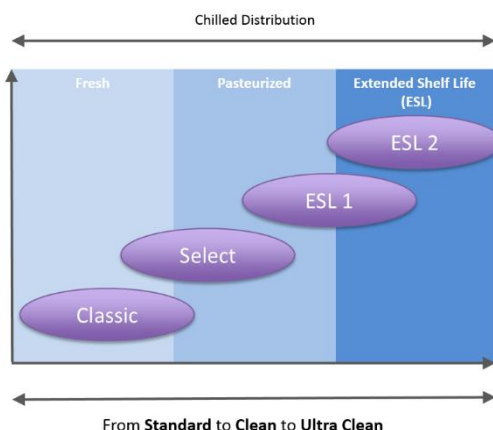 Chilled Distribution
Fresh
Pasteurized
Extended Shelf Life
(ESL)
ESL 2
ESL 1
Select
Classic
From Standard to Clean to Ultra Clean